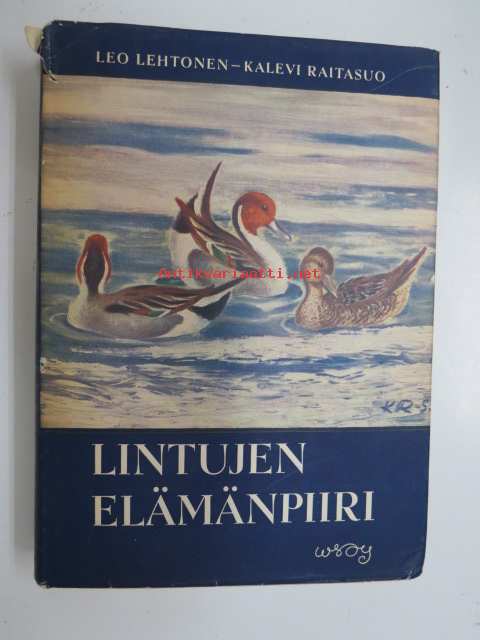 LEO LEHTONEN – KALEVI RAITASUO
Antikvariaatti.net
KR-S
LINTUJEN
ELÄMÄNPIIRI
wsoy